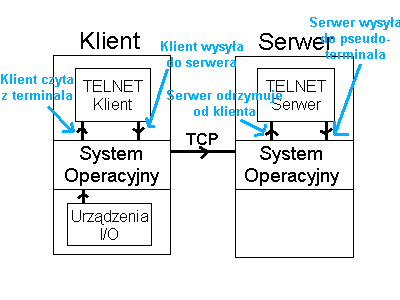 Klient
Serwer
Serwer wysyła
do pseudo-
terminala
Klient wysyła
do serwera
Klient czyta
z terminala
TELNET
Klient
TELNET
Serwer
Serwer odrzymuje
od klienta
TCP
System
Operacyjny
System
Operacyjny
Urządzenia
I/O